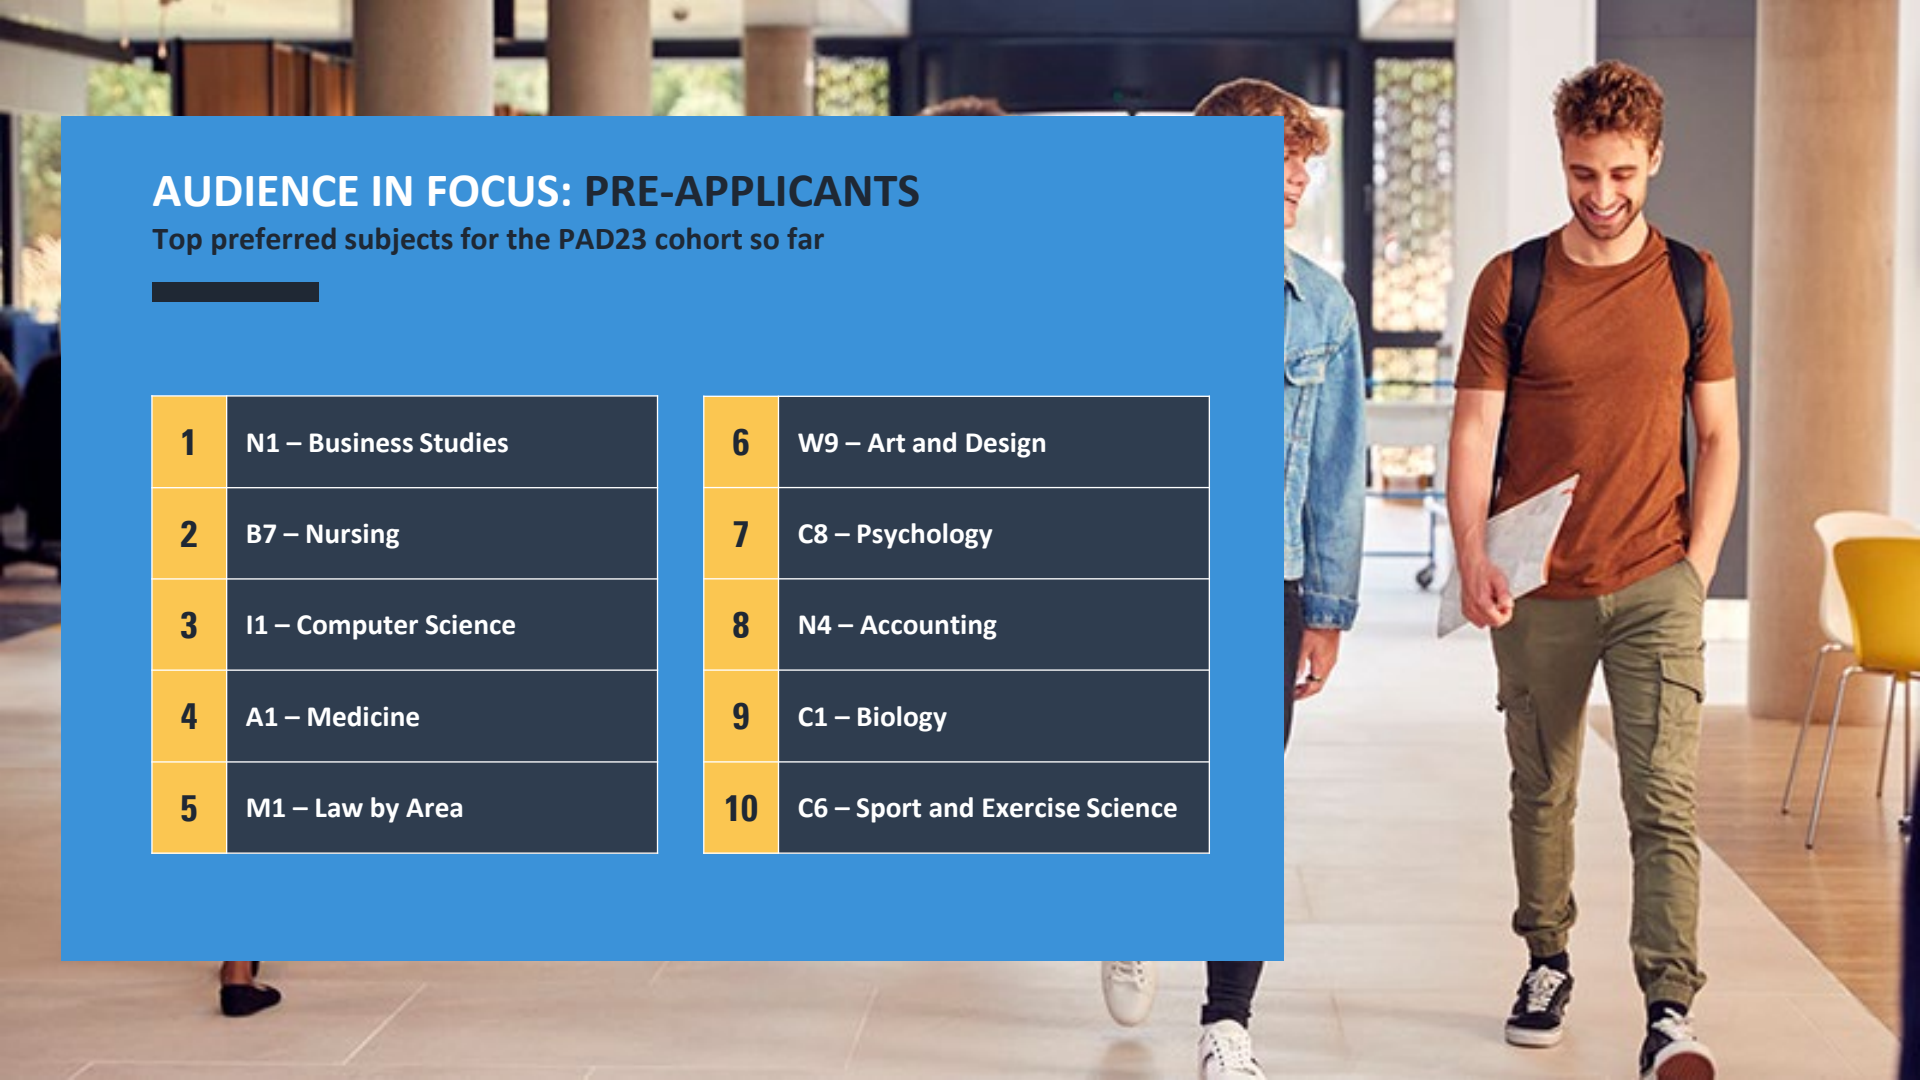 AUDIENCE IN FOCUS: PRE-APPLICANTS
Top preferred subjects for the PAD23 cohort so far
1 N1 – Business Studies
2 B7 – Nursing
3 I1 – Computer Science
4 A1 – Medicine
5 M1 – Law by Area
6 W9 – Art and Design
7 C8 – Psychology
8 N4 – Accounting
9 C1 – Biology
10 C6 – Sport and Exercise Science